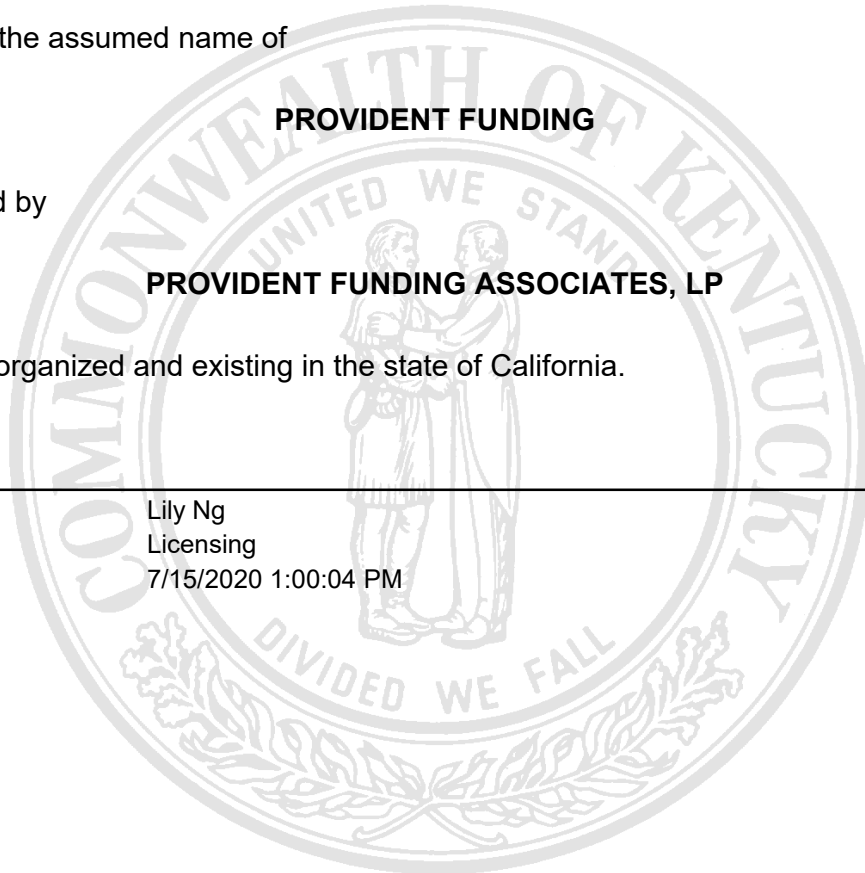 the assumed name of
PROVIDENT FUNDING
d by
PROVIDENT FUNDING ASSOCIATES, LP
organized and existing in the state of California.
Lily Ng
Licensing
7/15/2020 1:00:04 PM
COMMONWEALTH OF KENTUCKY
UNITED WE STAND
DIVIDED WE FALL